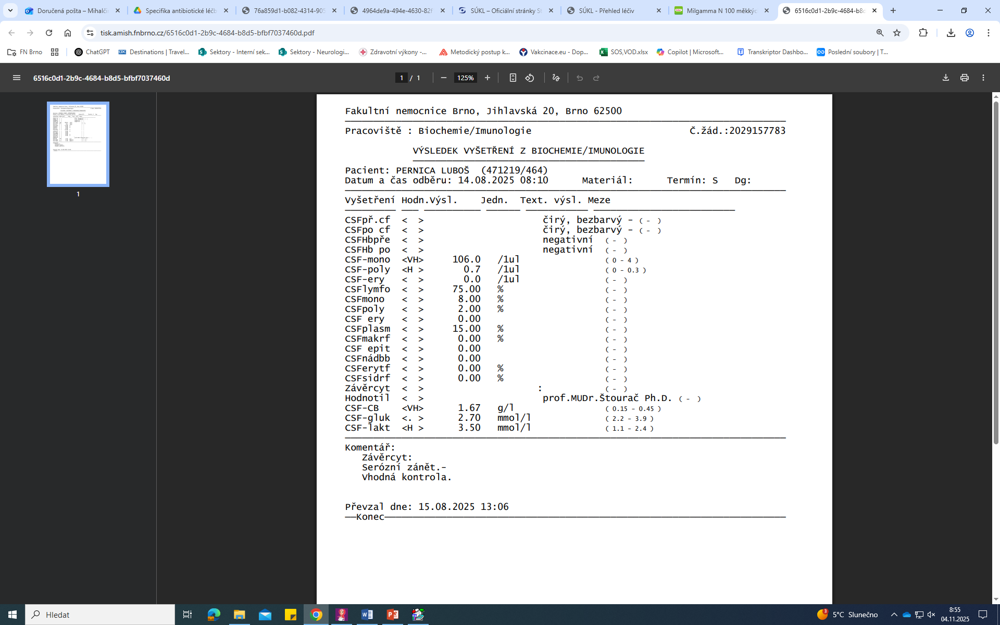 Doručená pošta – Mihalči
Specifika antibiotické léčb
76a859d1-b082-4314-905
4964de9a-494e-4630-82f
SÚKL – Oficiální stránky S
SÚKL - Přehled léčiv
Milgamma N 100 měkkýc
6516c0d1-2b9c-4684-b8d
tisk.amish.fnbrno.cz/6516c0d1-2b9c-4684-b8d5-bfbf7037460d.pdf
FN Brno
ChatGPT
Destinations | Travel...
Sektory - Interní sek...
Sektory - Neurologi...
Zdravotní výkony -...
Metodický postup k...
Vakcinace.eu - Dop...
SOS,VOD.xlsx
Copilot | Microsoft...
Transkriptor Dashbo...
Poslední soubory | T...
6516c0d1-2b9c-4684-b8d5-bfbf7037460d
1 / 1
125%
1
Fakultní nemocnice Brno, Jihlavská 20, Brno 62500
Pracoviště : Biochemie/Imunologie Č.žád.:2029157783
VÝSLEDEK VYŠETŘENÍ Z BIOCHEMIE/IMUNOLOGIE
Pacient: PERNICA LUBOŠ (471219/464)
Datum a čas odběru: 14.08.2025 08:10 Materiál: Termín: S Dg:
Vyšetření Hodn.Výsl. Jedn. Text. výsl. Meze
CSFpř.cf < > čirý, bezbarvý – ( - )
CSFpo cf < > čirý, bezbarvý – ( - )
CSFHbpře < > negativní ( - )
CSFHb po < > negativní ( - )
CSF-mono <VH> 106.0 /1ul ( 0 - 4 )
CSF-poly <H > 0.7 /1ul ( 0 - 0.3 )
CSF-ery < > 0.0 /1ul ( - )
CSFlymfo < > 75.00 % ( - )
CSFmono < > 8.00 % ( - )
CSFpoly < > 2.00 % ( - )
CSF ery < > 0.00 ( - )
CSFplasm < > 15.00 % ( - )
CSFmakrf < > 0.00 % ( - )
CSF epit < > 0.00 ( - )
CSFnádbb < > 0.00 ( - )
CSFerytf < > 0.00 % ( - )
CSFsidrf < > 0.00 % ( - )
Závěrcyt < > : ( - )
Hodnotil < > prof.MUDr.Štourač Ph.D. ( - )
CSF-CB <VH> 1.67 g/l ( 0.15 - 0.45 )
CSF-gluk <. > 2.70 mmol/l ( 2.2 - 3.9 )
CSF-lakt <H > 3.50 mmol/l ( 1.1 - 2.4 )
Komentář:
Závěrcyt:
Serózní zánět.–
Vhodná kontrola.
Převzal dne: 15.08.2025 13:06
——Konec——
Hledat
3
5°C Slunečno
8:55
04.11.2025